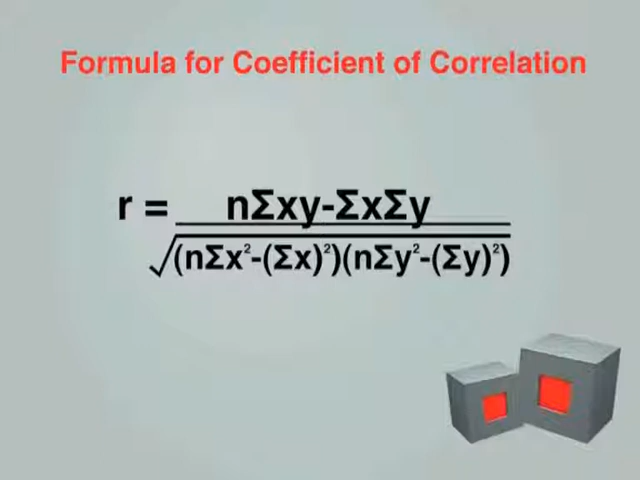 Formula for Coefficient of Correlation
r = nΣxy-ΣxΣy
√(nΣx²-(Σx)²)(nΣy²-(Σy)²)